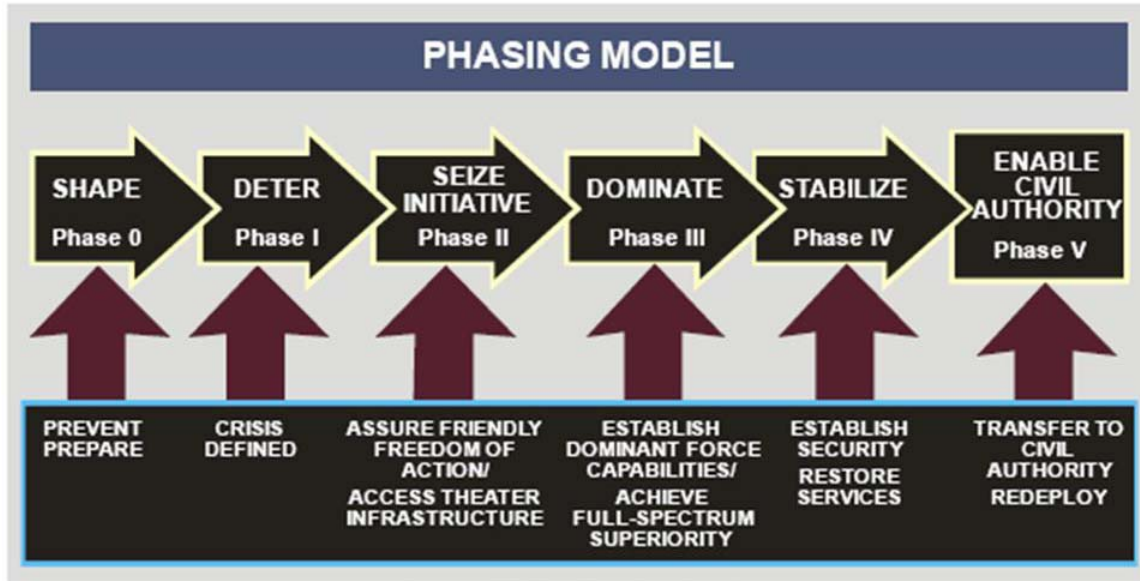 PHASING MODEL
SHAPE
Phase 0
DETER
Phase I
SEIZE
INITIATIVE
Phase II
DOMINATE
Phase III
STABILIZE
Phase IV
ENABLE
CIVIL
AUTHORITY
Phase V
PREVENT
PREPARE
CRISIS
DEFINED
ASSURE FRIENDLY
FREEDOM OF
ACTION/
ACCESS THEATER
INFRASTRUCTURE
ESTABLISH
DOMINANT FORCE
CAPABILITIES/
ACHIEVE
FULL-SPECTRUM
SUPERIORITY
ESTABLISH
SECURITY
RESTORE
SERVICES
TRANSFER TO
CIVIL
AUTHORITY
REDEPLOY